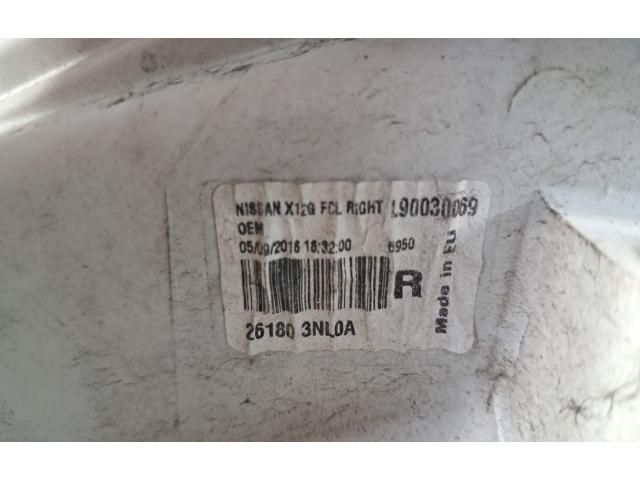 NISSAN X12G FCL RIGHT L90030069
OEM
05/09/2016 18:32:00 6950
R
26180 3NL0A
Made in EU